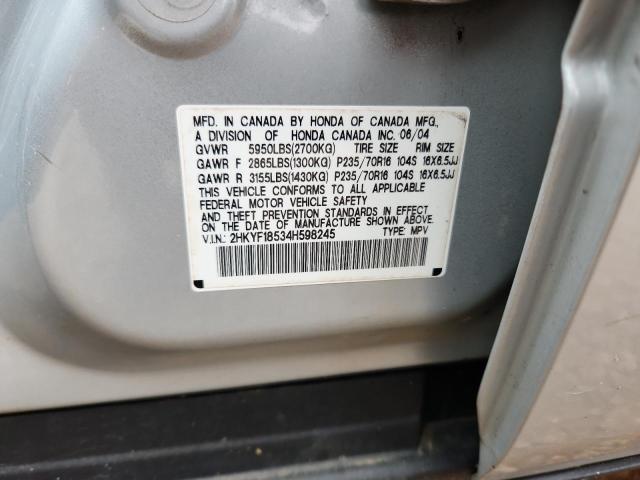 MFD. IN CANADA BY HONDA OF CANADA MFG.,
A DIVISION OF HONDA CANADA INC. 06/04
GVWR 5950LBS(2700KG) TIRE SIZE RIM SIZE
GAWR F 2865LBS(1300KG) P235/70R16 104S 16X6.5JJ
GAWR R 3155LBS(1430KG) P235/70R16 104S 16X6.5JJ
THIS VEHICLE CONFORMS TO ALL APPLICABLE
FEDERAL MOTOR VEHICLE SAFETY
AND THEFT PREVENTION STANDARDS IN EFFECT
ON THE DATE OF MANUFACTURE SHOWN ABOVE.
V.I.N.: 2HKYF18534H598245 TYPE: MPV